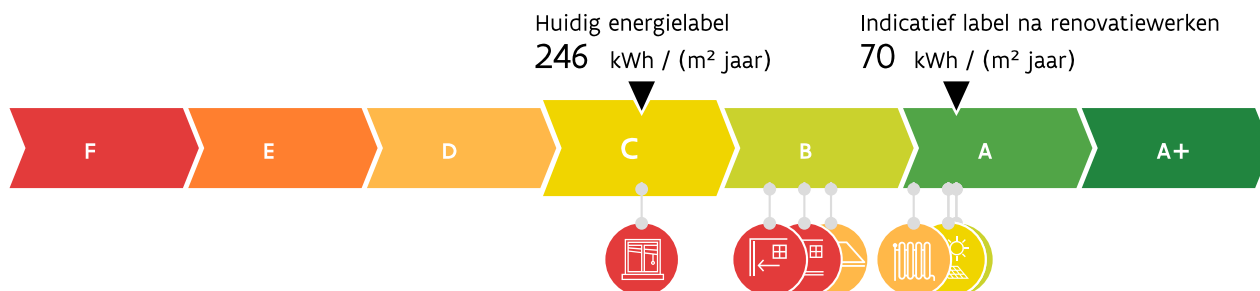 Huidig energielabel
246 kWh / (m² jaar)
Indicatief label na renovatiewerken
70 kWh / (m² jaar)
F E D C B A A+